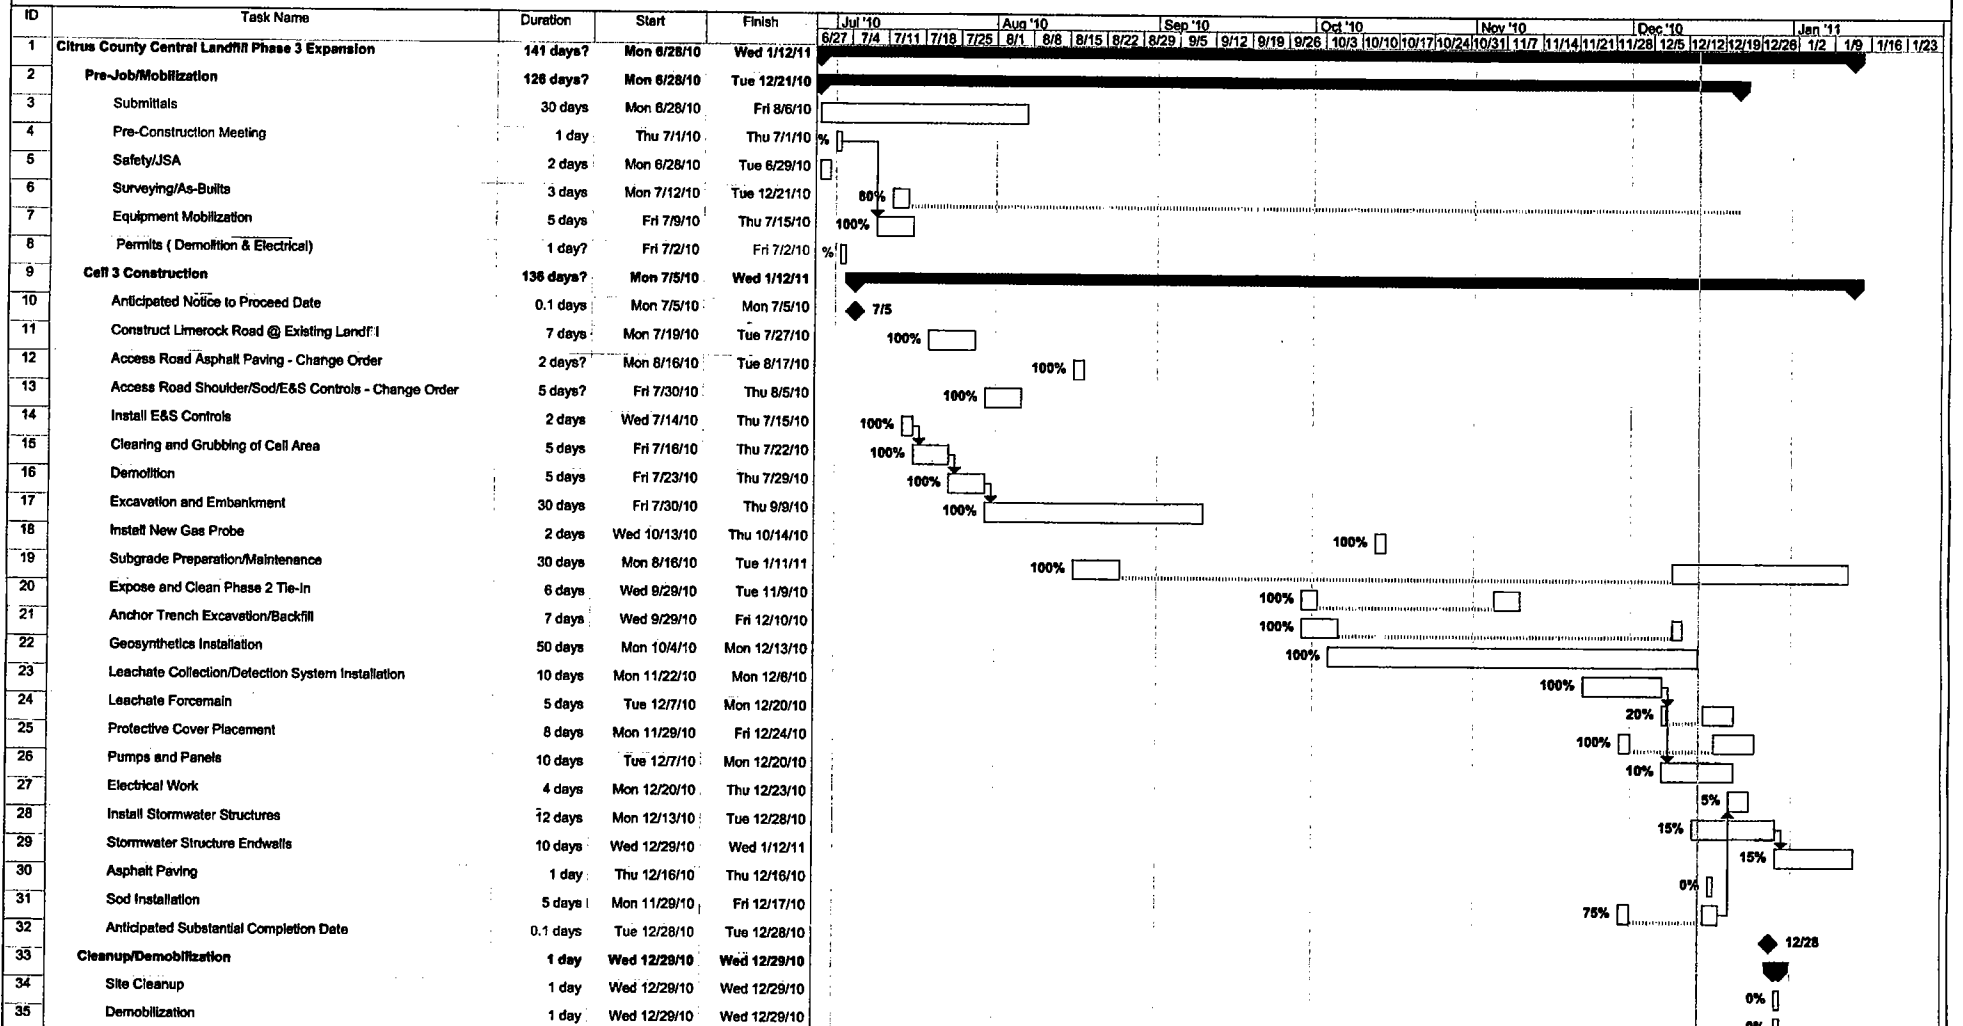 ID Task Name Duration Start Finish Jul '10 Aug '10 Sep '10 Oct '10 Nov '10 Dec '10 Jan '11
6/27 7/4 7/11 7/18 7/25 8/1 8/8 8/15 8/22 8/29 9/5 9/12 9/19 9/26 10/3 10/10 10/17 10/24 10/31 11/7 11/14 11/21 11/28 12/5 12/12 12/19 12/26 1/2 1/9 1/16 1/23
1 Citrus County Central Landfill Phase 3 Expansion 141 days? Mon 6/28/10 Wed 1/12/11
2 Pre-Job/Mobilization 126 days? Mon 6/28/10 Tue 12/21/10
3 Submittals 30 days Mon 6/28/10 Fri 8/6/10
4 Pre-Construction Meeting 1 day Thu 7/1/10 Thu 7/1/10 %
5 Safety/JSA 2 days Mon 6/28/10 Tue 6/29/10
6 Surveying/As-Builts 3 days Mon 7/12/10 Tue 12/21/10 80%
7 Equipment Mobilization 5 days Fri 7/9/10 Thu 7/15/10 100%
8 Permits ( Demolition & Electrical) 1 day? Fri 7/2/10 Fri 7/2/10 %
9 Cell 3 Construction 136 days? Mon 7/5/10 Wed 1/12/11
10 Anticipated Notice to Proceed Date 0.1 days Mon 7/5/10 Mon 7/5/10 7/5
11 Construct Limerock Road @ Existing Landfill 7 days Mon 7/19/10 Tue 7/27/10 100%
12 Access Road Asphalt Paving - Change Order 2 days? Mon 8/16/10 Tue 8/17/10 100%
13 Access Road Shoulder/Sod/E&S Controls - Change Order 5 days? Fri 7/30/10 Thu 8/5/10 100%
14 Install E&S Controls 2 days Wed 7/14/10 Thu 7/15/10 100%
15 Clearing and Grubbing of Cell Area 5 days Fri 7/16/10 Thu 7/22/10 100%
16 Demolition 5 days Fri 7/23/10 Thu 7/29/10 100%
17 Excavation and Embankment 30 days Fri 7/30/10 Thu 9/9/10 100%
18 Install New Gas Probe 2 days Wed 10/13/10 Thu 10/14/10 100%
19 Subgrade Preparation/Maintenance 30 days Mon 8/16/10 Tue 1/11/11 100%
20 Expose and Clean Phase 2 Tie-In 6 days Wed 9/29/10 Tue 11/9/10 100%
21 Anchor Trench Excavation/Backfill 7 days Wed 9/29/10 Fri 12/10/10 100%
22 Geosynthetics Installation 50 days Mon 10/4/10 Mon 12/13/10 100%
23 Leachate Collection/Detection System Installation 10 days Mon 11/22/10 Mon 12/6/10 100%
24 Leachate Forcemain 5 days Tue 12/7/10 Mon 12/20/10 20%
25 Protective Cover Placement 8 days Mon 11/29/10 Fri 12/24/10 100%
26 Pumps and Panels 10 days Tue 12/7/10 Mon 12/20/10 10%
27 Electrical Work 4 days Mon 12/20/10 Thu 12/23/10 5%
28 Install Stormwater Structures 12 days Mon 12/13/10 Tue 12/28/10 15%
29 Stormwater Structure Endwalls 10 days Wed 12/29/10 Wed 1/12/11 15%
30 Asphalt Paving 1 day Thu 12/16/10 Thu 12/16/10 0%
31 Sod Installation 5 days Mon 11/29/10 Fri 12/17/10 75%
32 Anticipated Substantial Completion Date 0.1 days Tue 12/28/10 Tue 12/28/10 12/28
33 Cleanup/Demobilization 1 day Wed 12/29/10 Wed 12/29/10
34 Site Cleanup 1 day Wed 12/29/10 Wed 12/29/10 0%
35 Demobilization 1 day Wed 12/29/10 Wed 12/29/10